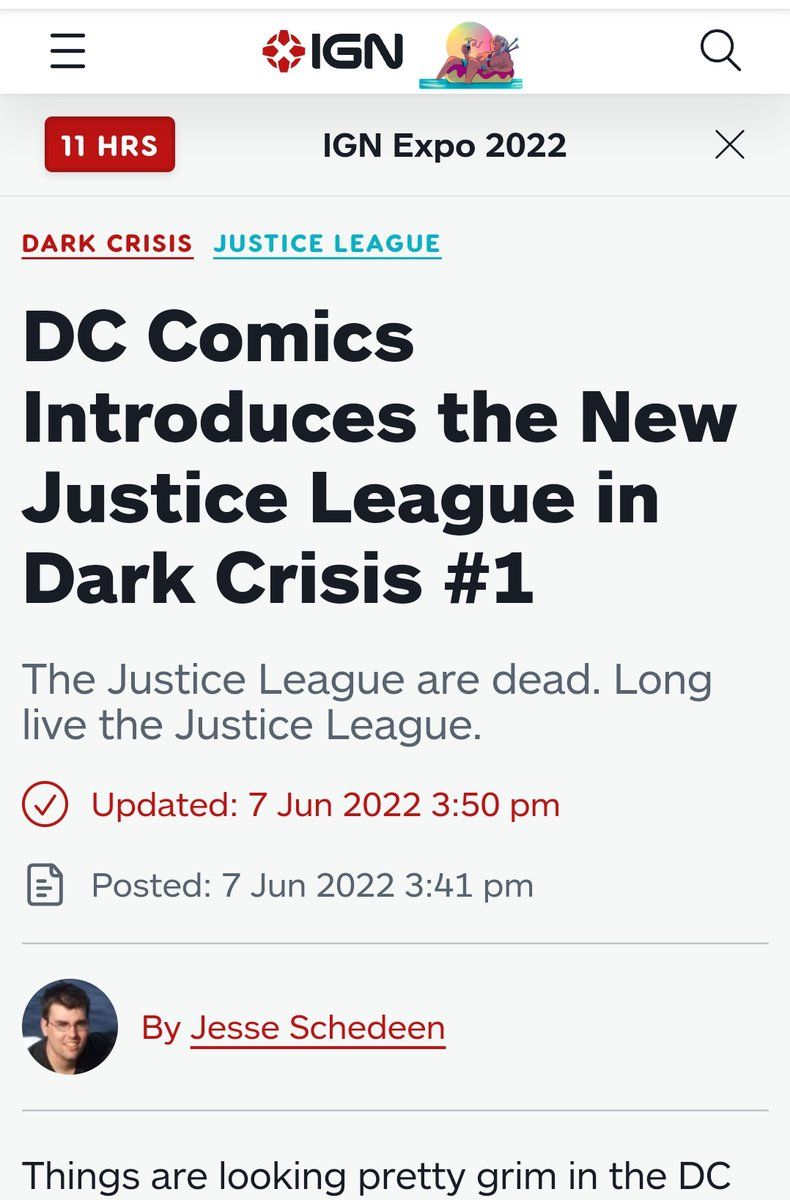 IGN
11 HRS IGN Expo 2022
DARK CRISIS JUSTICE LEAGUE
DC Comics
Introduces the New
Justice League in
Dark Crisis #1
The Justice League are dead. Long
live the Justice League.
Updated: 7 Jun 2022 3:50 pm
Posted: 7 Jun 2022 3:41 pm
By Jesse Schedeen
Things are looking pretty grim in the DC